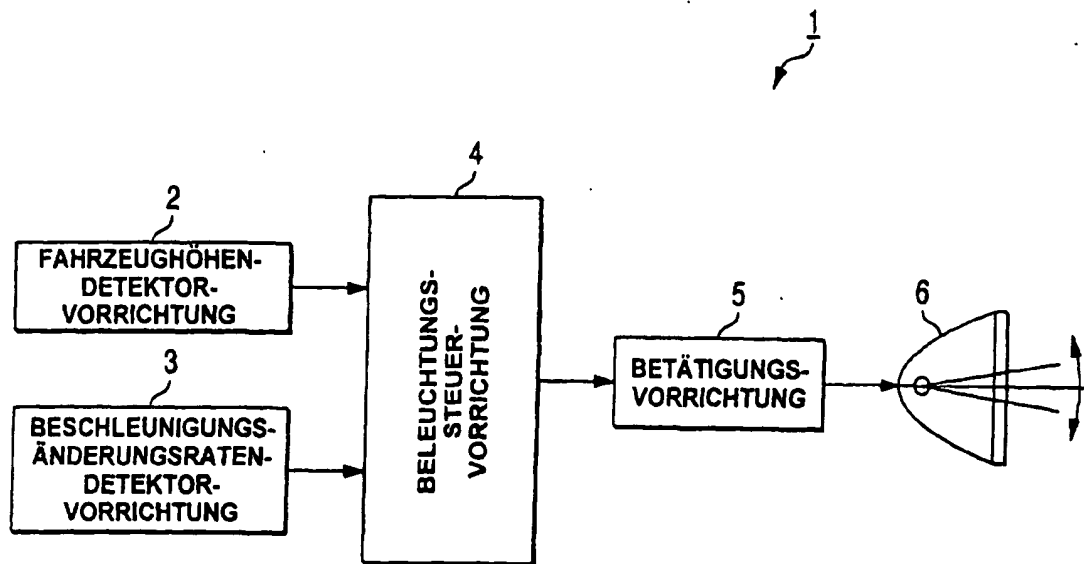 1
2
FAHRZEUGHÖHEN-
DETEKTOR-
VORRICHTUNG
3
BESCHLEUNIGUNGS-
ÄNDERUNGSRATEN-
DETEKTOR-
VORRICHTUNG
4
BELEUCHTUNGS-
STEUER-
VORRICHTUNG
5
BETÄTIGUNGS-
VORRICHTUNG
6